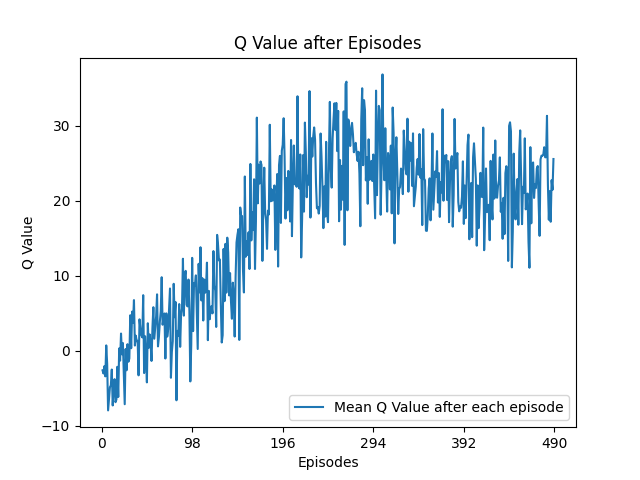 Q Value after Episodes
Q Value
30
20
10
0
−10
Mean Q Value after each episode
0 98 196 294 392 490
Episodes